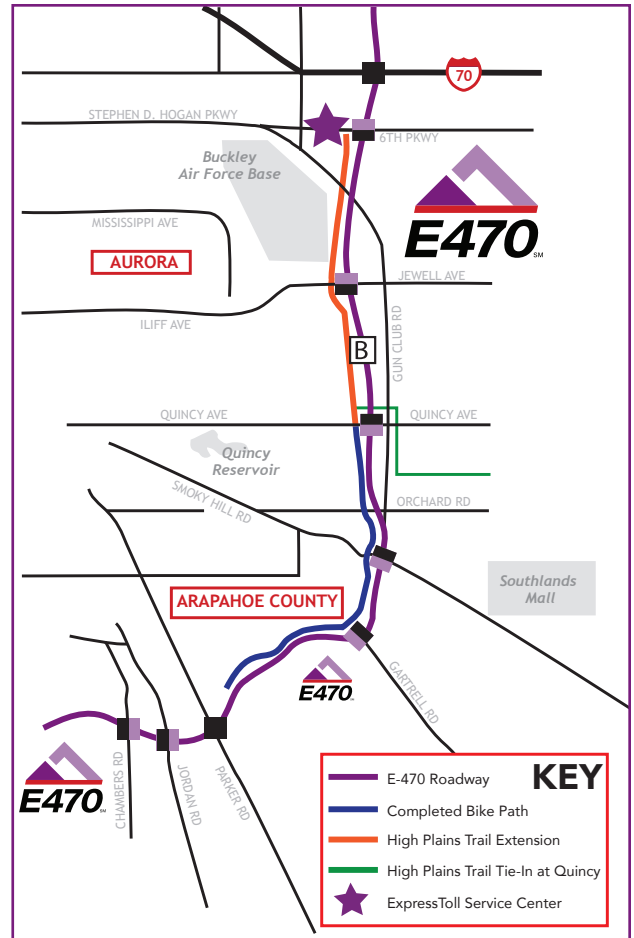 70
STEPHEN D. HOGAN PKWY
6TH PKWY
Buckley
Air Force Base
E470 SM
MISSISSIPPI AVE
AURORA
JEWELL AVE
ILIFF AVE
GUN CLUB RD
B
QUINCY AVE
QUINCY AVE
Quincy
Reservoir
SMOKY HILL RD
ORCHARD RD
Southlands
Mall
ARAPAHOE COUNTY
E470
GARTRELL RD
E470 SM
CHAMBERS RD
JORDAN RD
PARKER RD
KEY
E-470 Roadway
Completed Bike Path
High Plains Trail Extension
High Plains Trail Tie-In at Quincy
ExpressToll Service Center